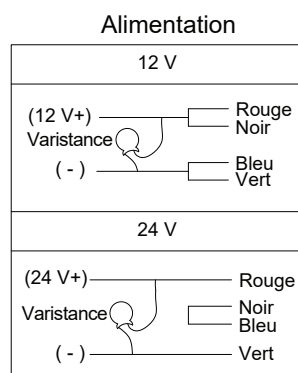 Alimentation
12 V
(12 V+)
Rouge
Noir
Varistance
Bleu
( - )
Vert
24 V
(24 V+)
Rouge
Noir
Varistance
Bleu
( - )
Vert